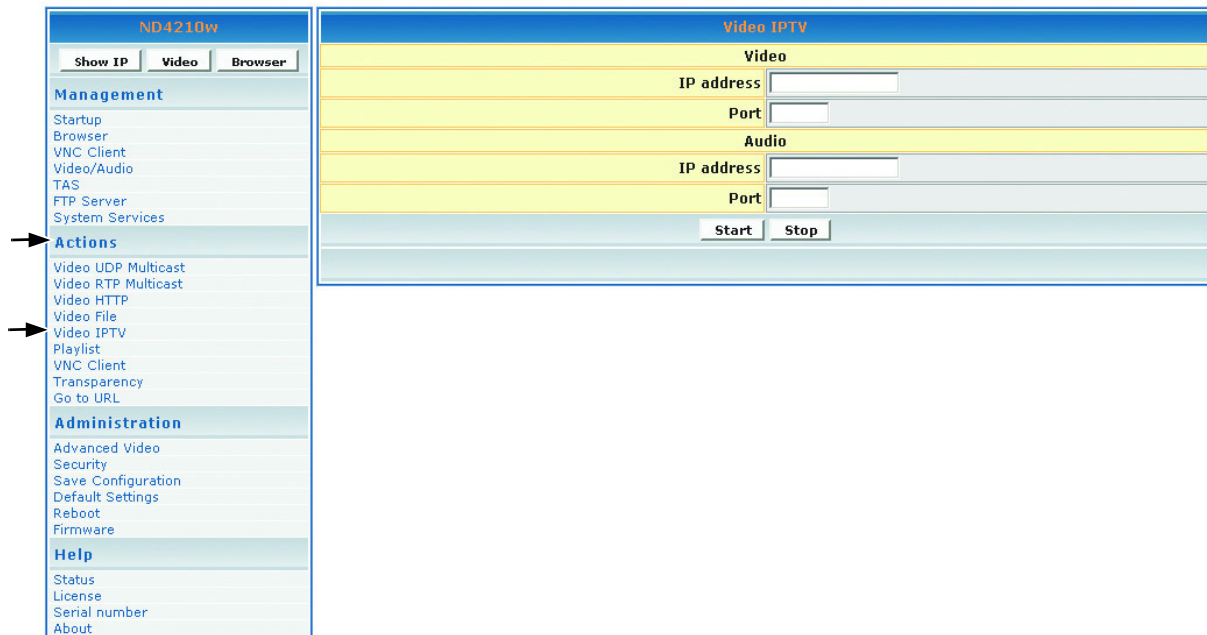 ND4210w
Show IP Video Browser
Management
Startup
Browser
VNC Client
Video/Audio
TAS
FTP Server
System Services
Actions
Video UDP Multicast
Video RTP Multicast
Video HTTP
Video File
Video IPTV
Playlist
VNC Client
Transparency
Go to URL
Administration
Advanced Video
Security
Save Configuration
Default Settings
Reboot
Firmware
Help
Status
License
Serial number
About
Video IPTV
Video
IP address
Port
Audio
IP address
Port
Start Stop